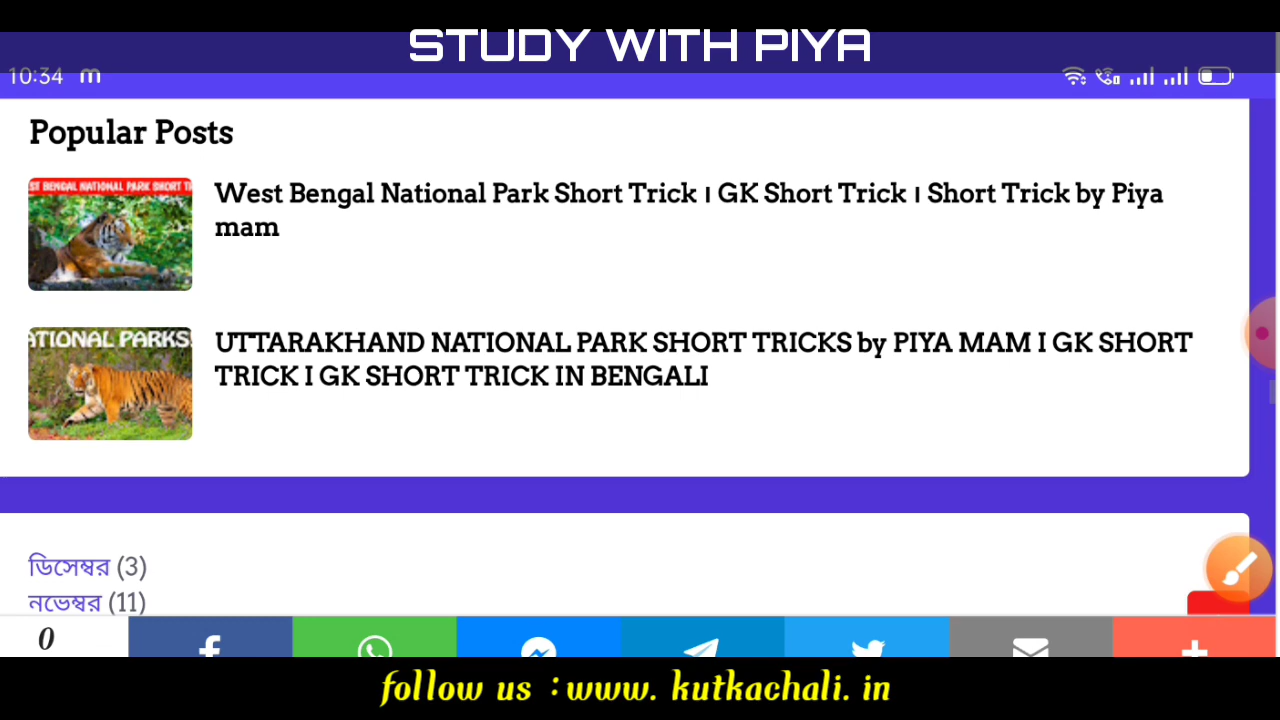 STUDY WITH PIYA
10:34 m
Popular Posts
ST BENGAL NATIONAL PARK SHORT TR
West Bengal National Park Short Trick । GK Short Trick । Short Trick by Piya
mam
ATIONAL PARKS
UTTARAKHAND NATIONAL PARK SHORT TRICKS by PIYA MAM I GK SHORT
TRICK I GK SHORT TRICK IN BENGALI
ডিসেম্বর (3)
নভেম্বর (11)
0
follow us :www. kutkachali. in